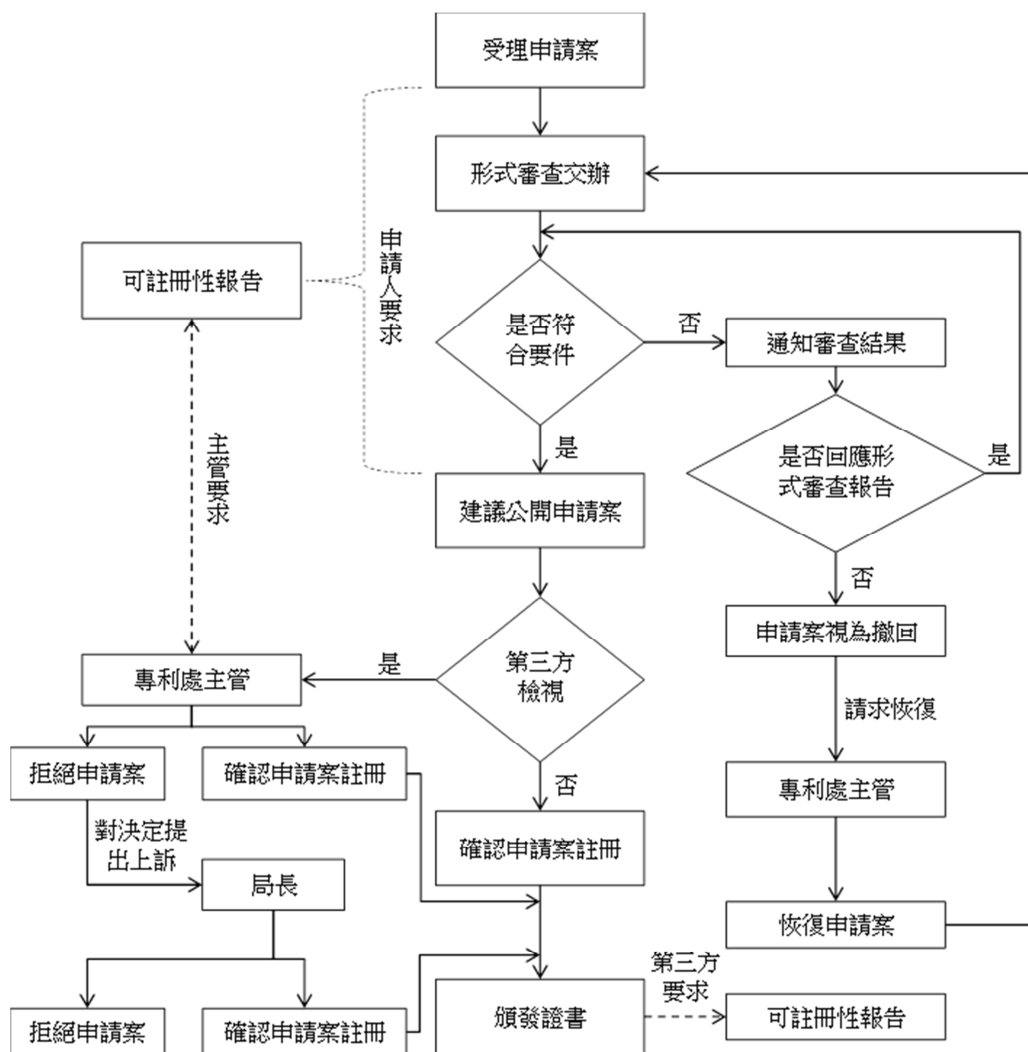 受理申請案
形式審查交辦
申請人要求
可註冊性報告
是否符
合要件
否
通知審查結果
是
是否回應形
式審查報告
是
主管要求
建議公開申請案
否
申請案視為撤回
第三方
檢視
是
專利處主管
請求恢復
拒絕申請案
確認申請案註冊
否
專利處主管
對決定提
出上訴
確認申請案註冊
局長
恢復申請案
第三方
要求
拒絕申請案
確認申請案註冊
頒發證書
可註冊性報告